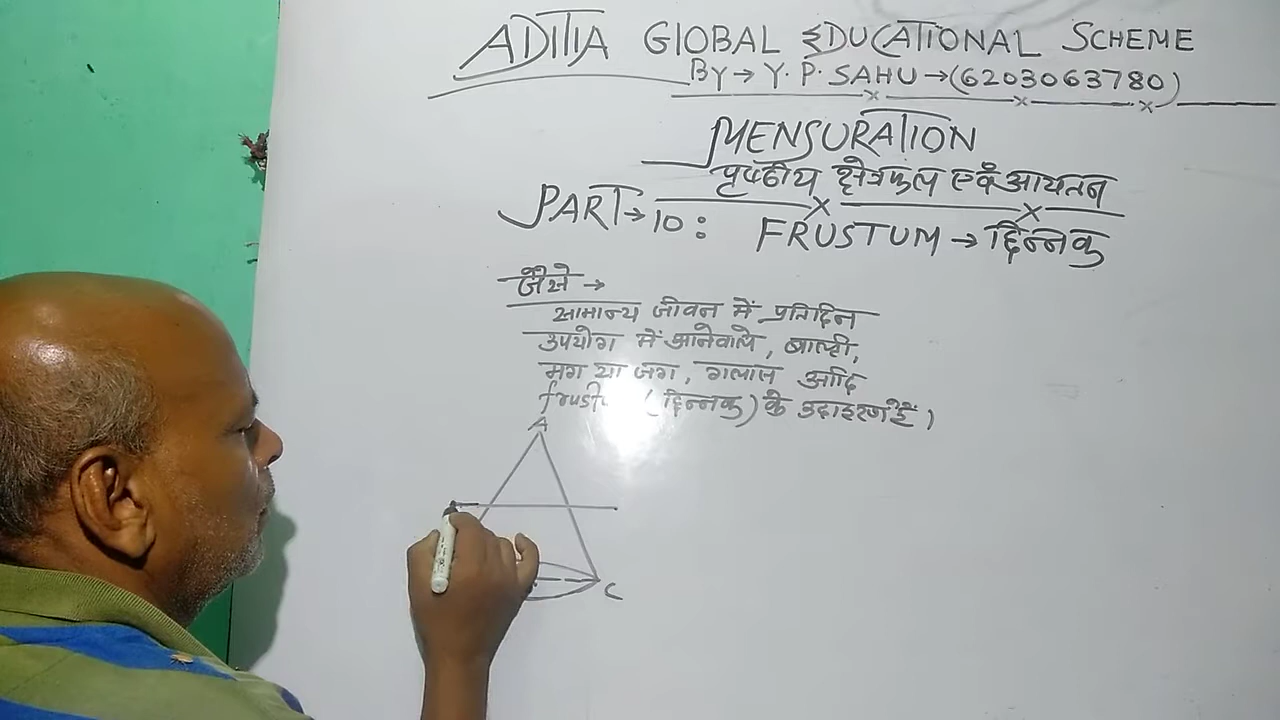 ADITIA GLOBAL EDUCATIONAL SCHEME
BY → Y. P. SAHU → (6203063780)
MENSURATION
पृष्ठीय क्षेत्रफल एवं आयतन
PART → 10 : FRUSTUM → छिन्नक
जैसे →
सामान्य जीवन में प्रतिदिन
उपयोग में आनेवाले, बाल्टी,
मग या जग, गलास आदि
(छिन्नक) के उदाहरण हैं।
A
C